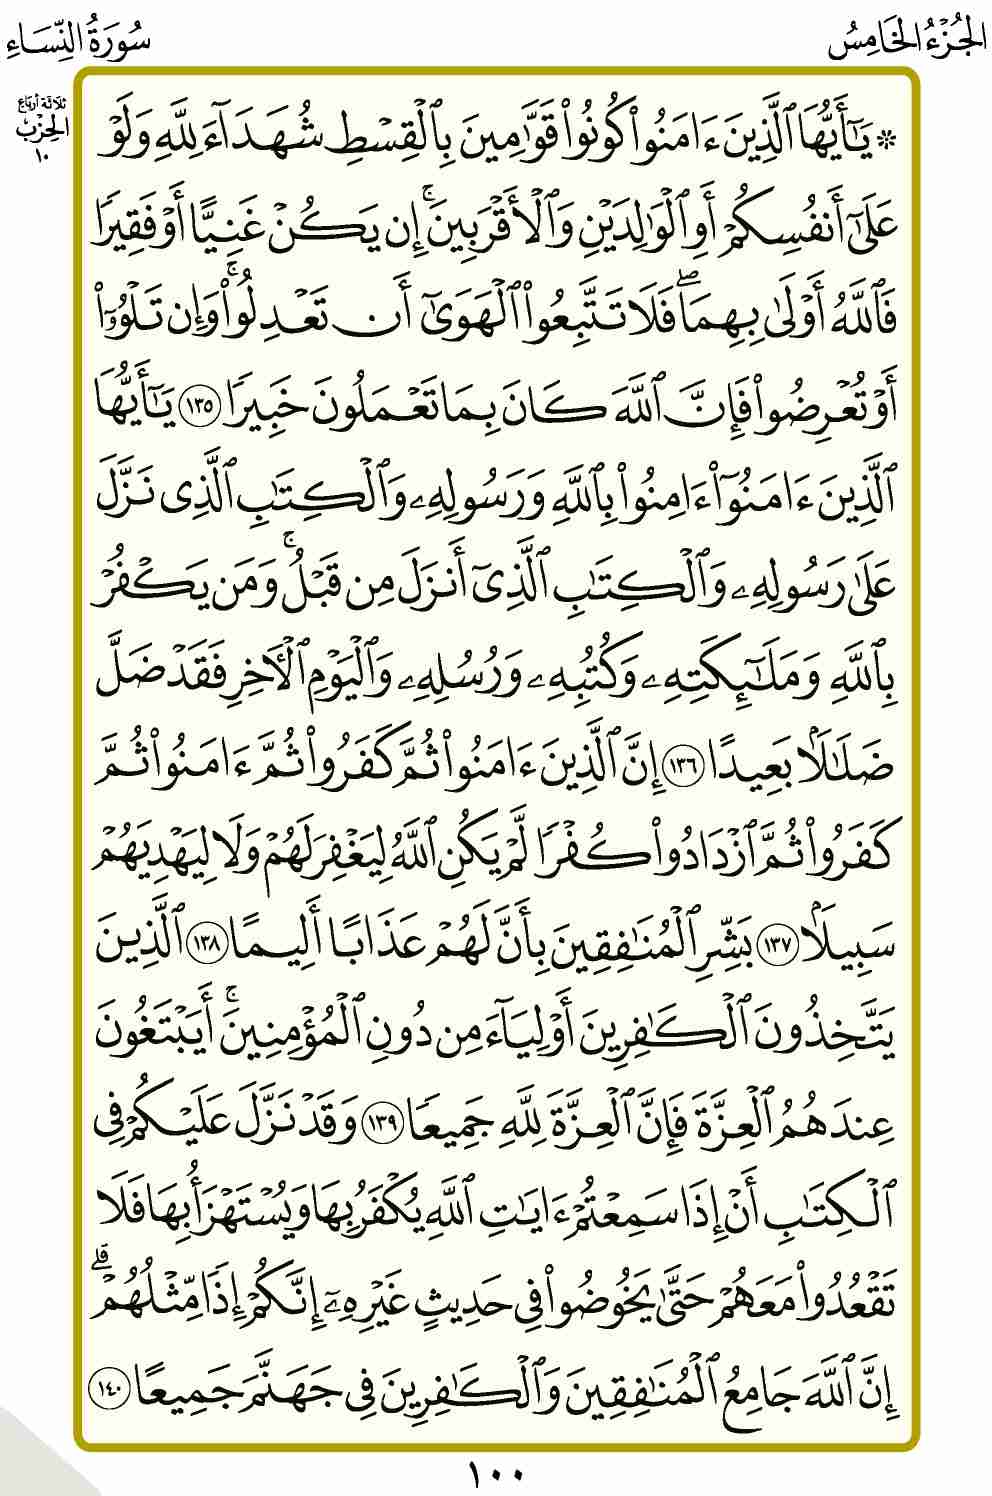 الجُزْءُ الخَامِسُ
سُورَةُ النِّسَاءِ
ثلاثة أرباع
الحِزْب
١٠
* يَٰٓأَيُّهَا ٱلَّذِينَ ءَامَنُوا۟ كُونُوا۟ قَوَّٰمِينَ بِٱلْقِسْطِ شُهَدَآءَ لِلَّهِ وَلَوْ
عَلَىٰٓ أَنفُسِكُمْ أَوِ ٱلْوَٰلِدَيْنِ وَٱلْأَقْرَبِينَ ۚ إِن يَكُنْ غَنِيًّا أَوْ فَقِيرًا
فَٱللَّهُ أَوْلَىٰ بِهِمَا ۖ فَلَا تَتَّبِعُوا۟ ٱلْهَوَىٰٓ أَن تَعْدِلُوا۟ ۚ وَإِن تَلْوُۥٓا۟
أَوْ تُعْرِضُوا۟ فَإِنَّ ٱللَّهَ كَانَ بِمَا تَعْمَلُونَ خَبِيرًا ١٣٥ يَٰٓأَيُّهَا
ٱلَّذِينَ ءَامَنُوٓا۟ ءَامِنُوا۟ بِٱللَّهِ وَرَسُولِهِۦ وَٱلْكِتَٰبِ ٱلَّذِى نَزَّلَ
عَلَىٰ رَسُولِهِۦ وَٱلْكِتَٰبِ ٱلَّذِىٓ أَنزَلَ مِن قَبْلُ ۚ وَمَن يَكْفُرْ
بِٱللَّهِ وَمَلَٰٓئِكَتِهِۦ وَكُتُبِهِۦ وَرُسُلِهِۦ وَٱلْيَوْمِ ٱلْءَاخِرِ فَقَدْ ضَلَّ
ضَلَٰلًۢا بَعِيدًا ١٣٦ إِنَّ ٱلَّذِينَ ءَامَنُوا۟ ثُمَّ كَفَرُوا۟ ثُمَّ ءَامَنُوا۟ ثُمَّ
كَفَرُوا۟ ثُمَّ ٱزْدَادُوا۟ كُفْرًا لَّمْ يَكُنِ ٱللَّهُ لِيَغْفِرَ لَهُمْ وَلَا لِيَهْدِيَهُمْ
سَبِيلًۢا ١٣٧ بَشِّرِ ٱلْمُنَٰفِقِينَ بِأَنَّ لَهُمْ عَذَابًا أَلِيمًا ١٣٨ ٱلَّذِينَ
يَتَّخِذُونَ ٱلْكَٰفِرِينَ أَوْلِيَآءَ مِن دُونِ ٱلْمُؤْمِنِينَ ۚ أَيَبْتَغُونَ
عِندَهُمُ ٱلْعِزَّةَ فَإِنَّ ٱلْعِزَّةَ لِلَّهِ جَمِيعًا ١٣٩ وَقَدْ نَزَّلَ عَلَيْكُمْ فِى
ٱلْكِتَٰبِ أَنْ إِذَا سَمِعْتُمْ ءَايَٰتِ ٱللَّهِ يُكْفَرُ بِهَا وَيُسْتَهْزَأُ بِهَا فَلَا
تَقْعُدُوا۟ مَعَهُمْ حَتَّىٰ يَخُوضُوا۟ فِى حَدِيثٍ غَيْرِهِۦٓ ۚ إِنَّكُمْ إِذًا مِّثْلُهُمْ ۗ
إِنَّ ٱللَّهَ جَامِعُ ٱلْمُنَٰفِقِينَ وَٱلْكَٰفِرِينَ فِى جَهَنَّمَ جَمِيعًا ١٤٠
١٠٠